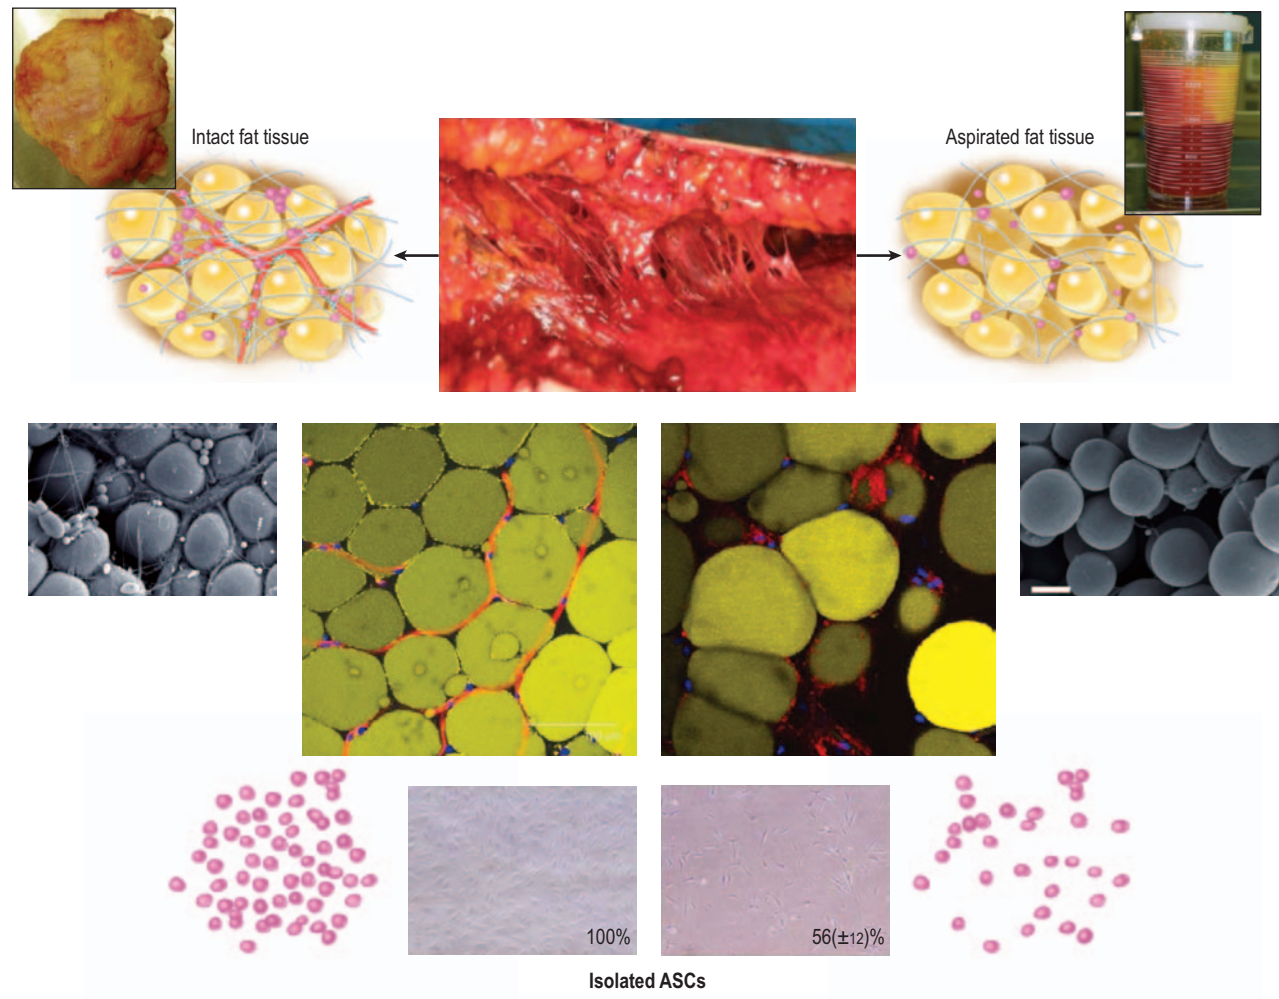 Intact fat tissue
Aspirated fat tissue
100%
56(±12)%
Isolated ASCs